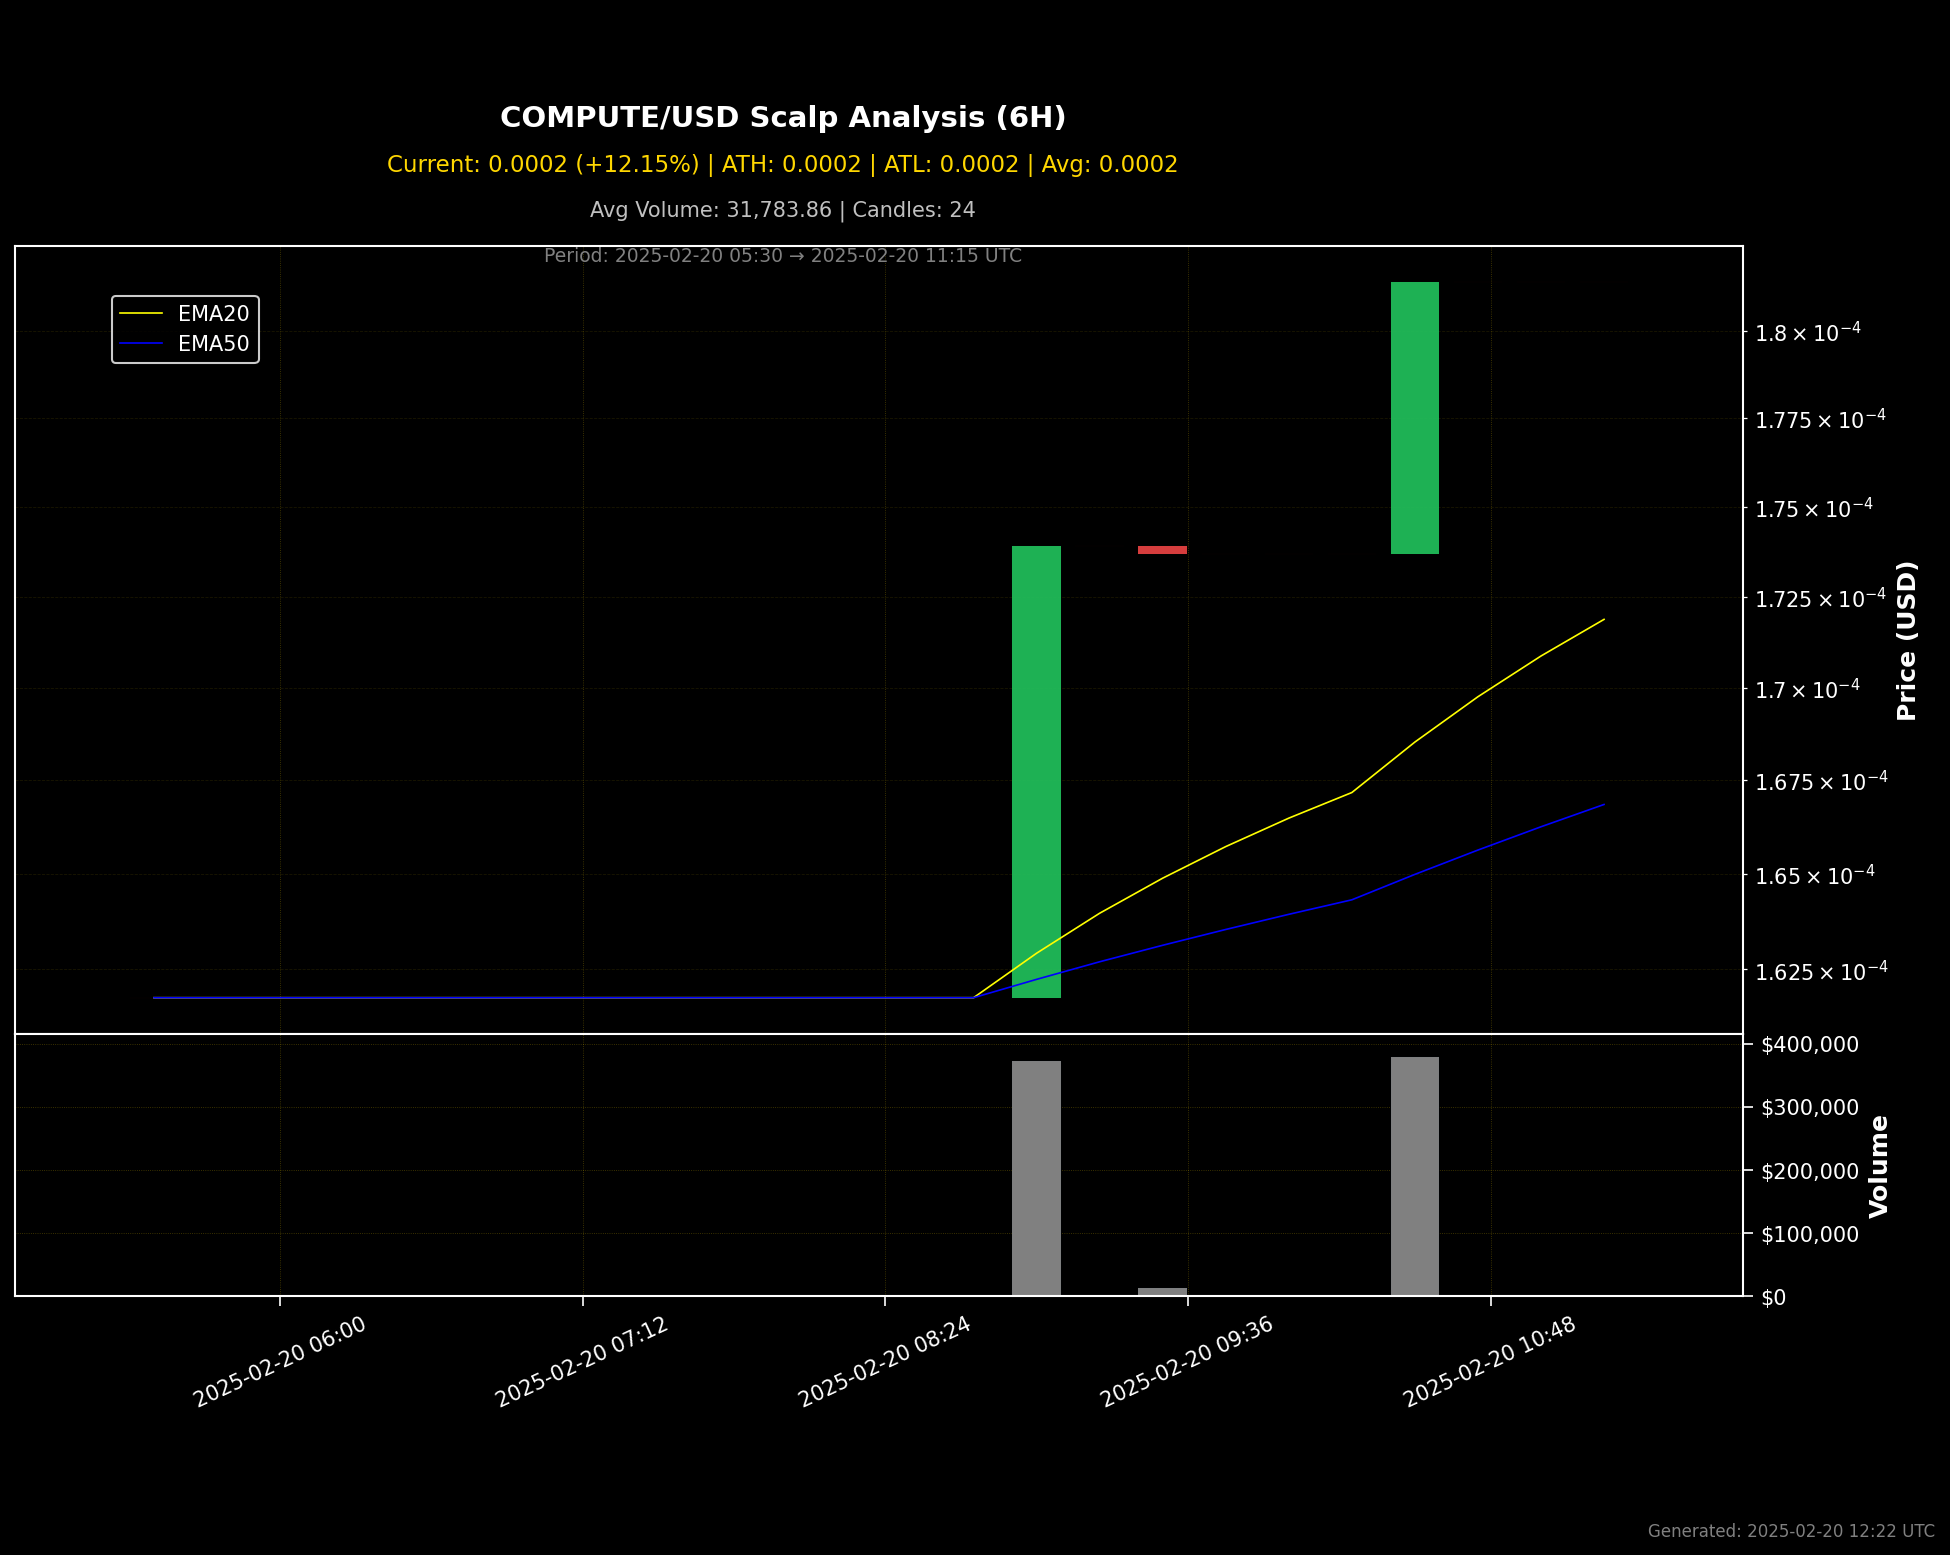 COMPUTE/USD Scalp Analysis (6H)
Current: 0.0002 (+12.15%) | ATH: 0.0002 | ATL: 0.0002 | Avg: 0.0002
Avg Volume: 31,783.86 | Candles: 24
Period: 2025-02-20 05:30 → 2025-02-20 11:15 UTC
EMA20
EMA50
1.8 × 10⁻⁴
1.775 × 10⁻⁴
1.75 × 10⁻⁴
1.725 × 10⁻⁴
1.7 × 10⁻⁴
1.675 × 10⁻⁴
1.65 × 10⁻⁴
1.625 × 10⁻⁴
Price (USD)
$400,000
$300,000
$200,000
$100,000
$0
Volume
2025-02-20 06:00
2025-02-20 07:12
2025-02-20 08:24
2025-02-20 09:36
2025-02-20 10:48
Generated: 2025-02-20 12:22 UTC